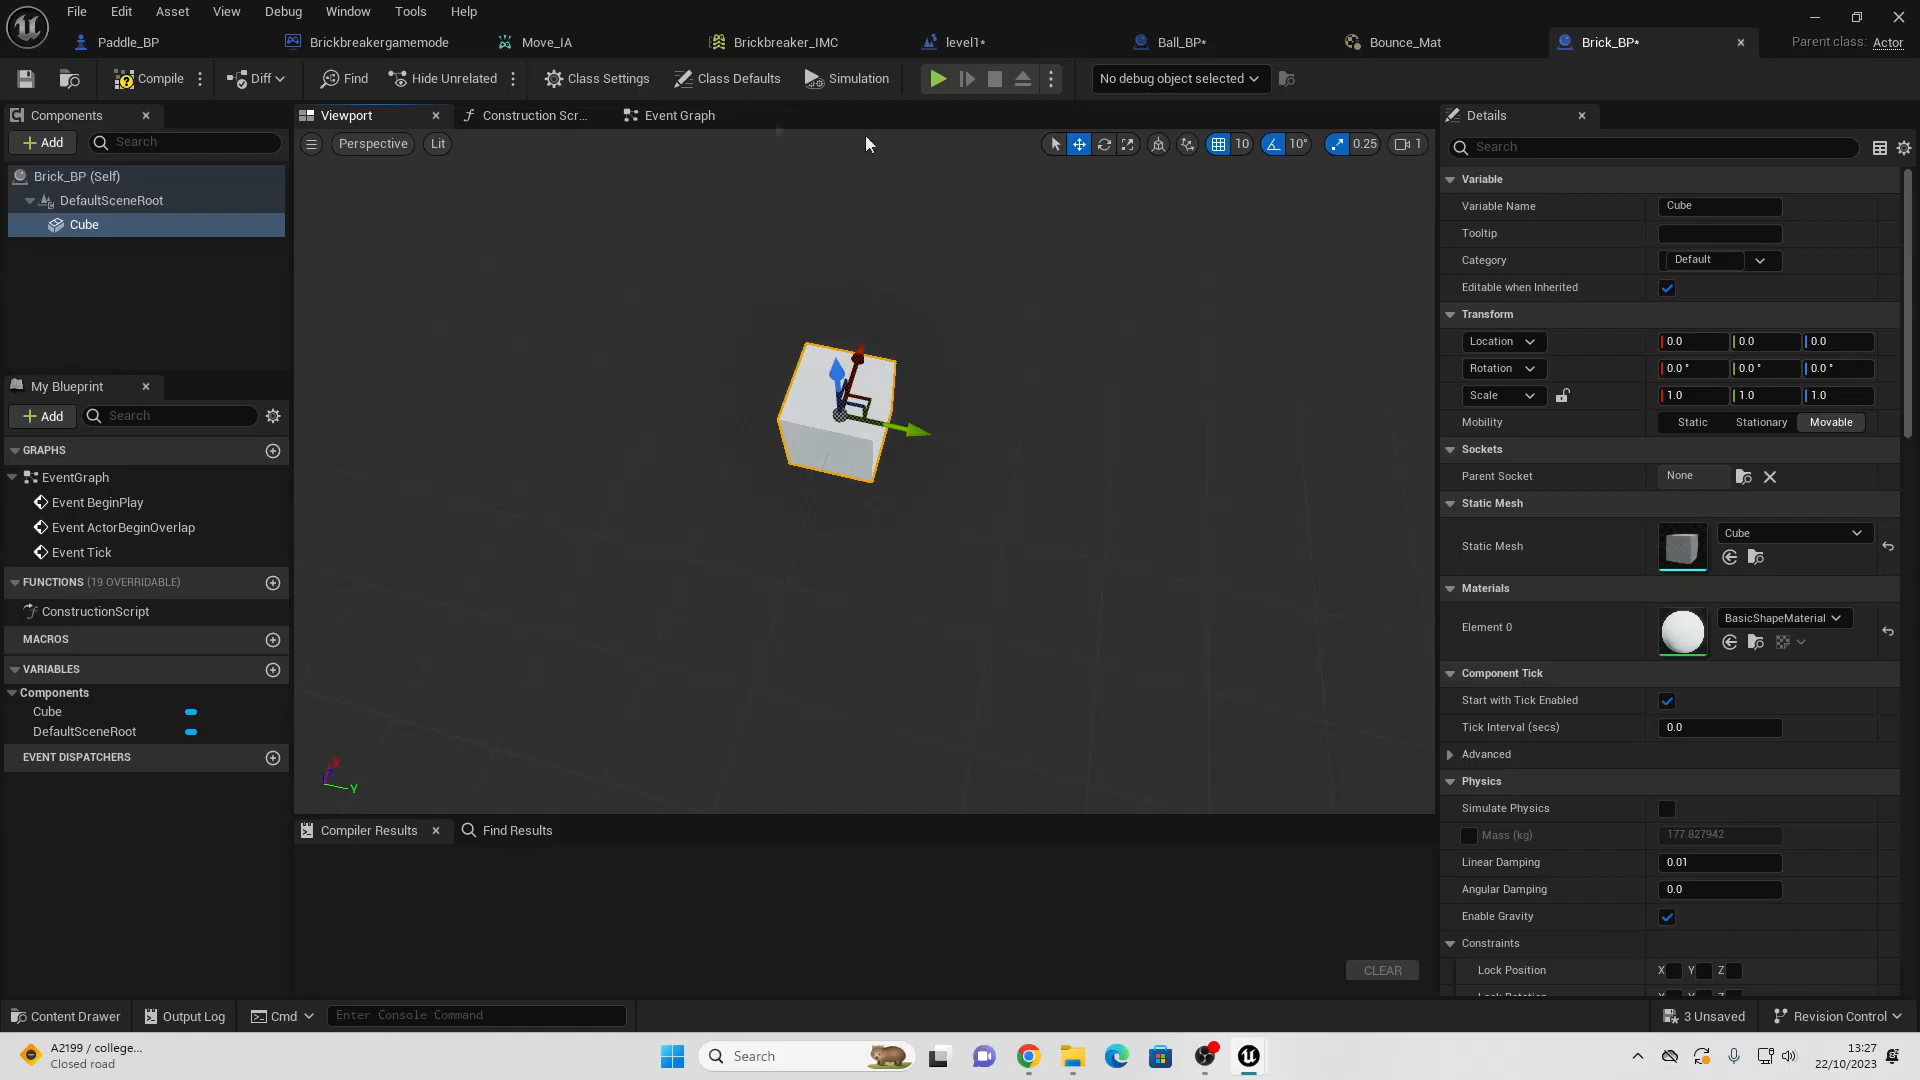 File Edit Asset View Debug Window Tools Help
Paddle_BP Brickbreakergamemode Move_IA Brickbreaker_IMC level1* Ball_BP* Bounce_Mat Brick_BP* Parent class: Actor
Compile Diff Find Hide Unrelated Class Settings Class Defaults Simulation No debug object selected
Components
Add Search
Brick_BP (Self)
DefaultSceneRoot
Cube
My Blueprint
Add Search
GRAPHS
EventGraph
Event BeginPlay
Event ActorBeginOverlap
Event Tick
FUNCTIONS (19 OVERRIDABLE)
ConstructionScript
MACROS
VARIABLES
Components
Cube
DefaultSceneRoot
EVENT DISPATCHERS
Viewport Construction Scr... Event Graph
Perspective Lit 10 10° 0.25 1
X
Y
Compiler Results Find Results
CLEAR
Details
Search
Variable
Variable Name Cube
Tooltip
Category Default
Editable when Inherited
Transform
Location 0.0 0.0 0.0
Rotation 0.0 ° 0.0 ° 0.0 °
Scale 1.0 1.0 1.0
Mobility Static Stationary Movable
Sockets
Parent Socket None
Static Mesh
Static Mesh Cube
Materials
Element 0 BasicShapeMaterial
Component Tick
Start with Tick Enabled
Tick Interval (secs) 0.0
Advanced
Physics
Simulate Physics
Mass (kg) 177.827942
Linear Damping 0.01
Angular Damping 0.0
Enable Gravity
Constraints
Lock Position X Y Z
Content Drawer Output Log Cmd Enter Console Command 3 Unsaved Revision Control
A2199 / college...
Closed road
Search
13:27
22/10/2023